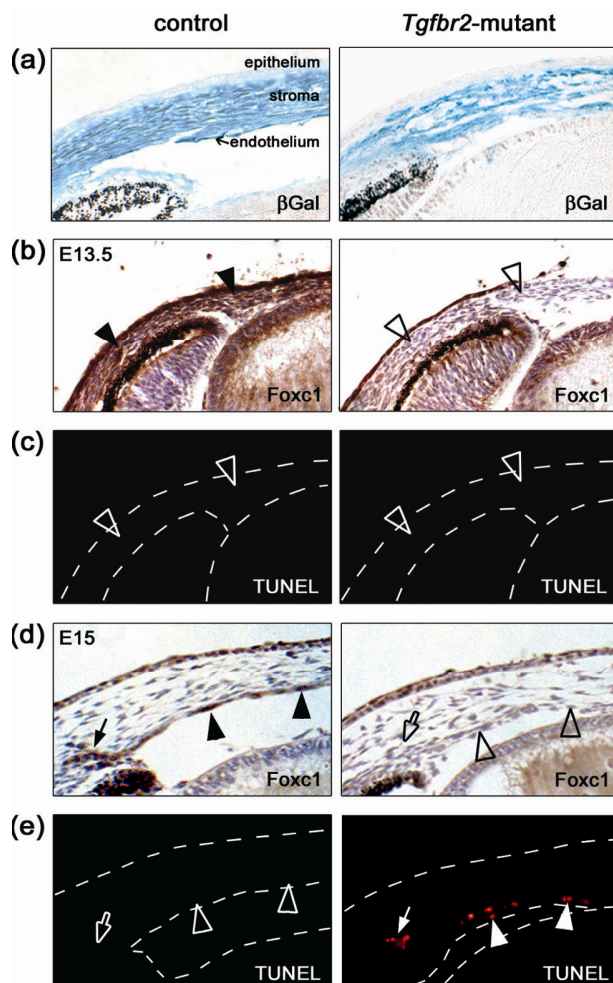 control
Tgfbr2-mutant
(a)
epithelium
stroma
endothelium
βGal
βGal
(b)
E13.5
Foxc1
Foxc1
(c)
TUNEL
TUNEL
(d)
E15
Foxc1
Foxc1
(e)
TUNEL
TUNEL